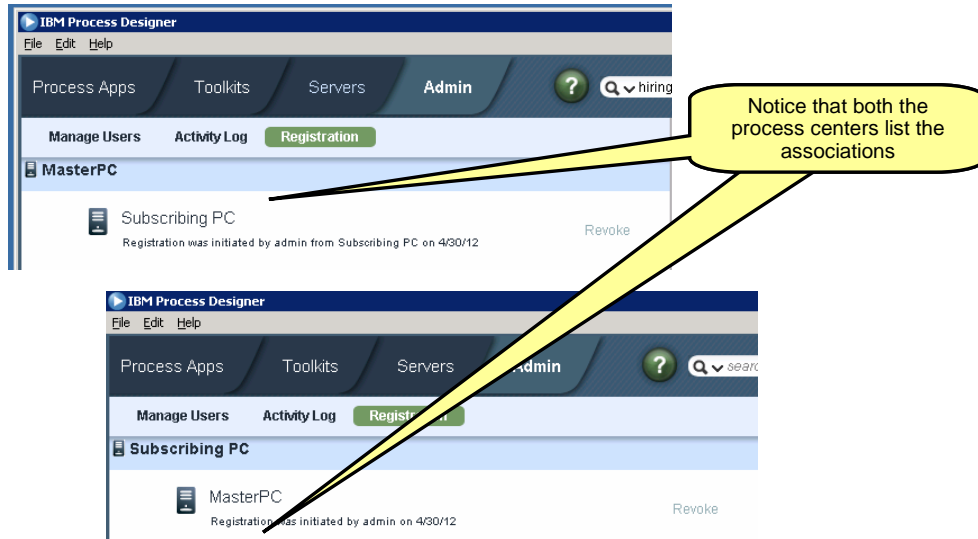 IBM Process Designer
File Edit Help
Process Apps Toolkits Servers Admin ? hiring
Manage Users Activity Log Registration
MasterPC
Subscribing PC
Registration was initiated by admin from Subscribing PC on 4/30/12
Revoke
Notice that both the
process centers list the
associations
IBM Process Designer
File Edit Help
Process Apps Toolkits Servers Admin ?
Manage Users Activity Log Registration
Subscribing PC
MasterPC
Registration was initiated by admin on 4/30/12
Revoke